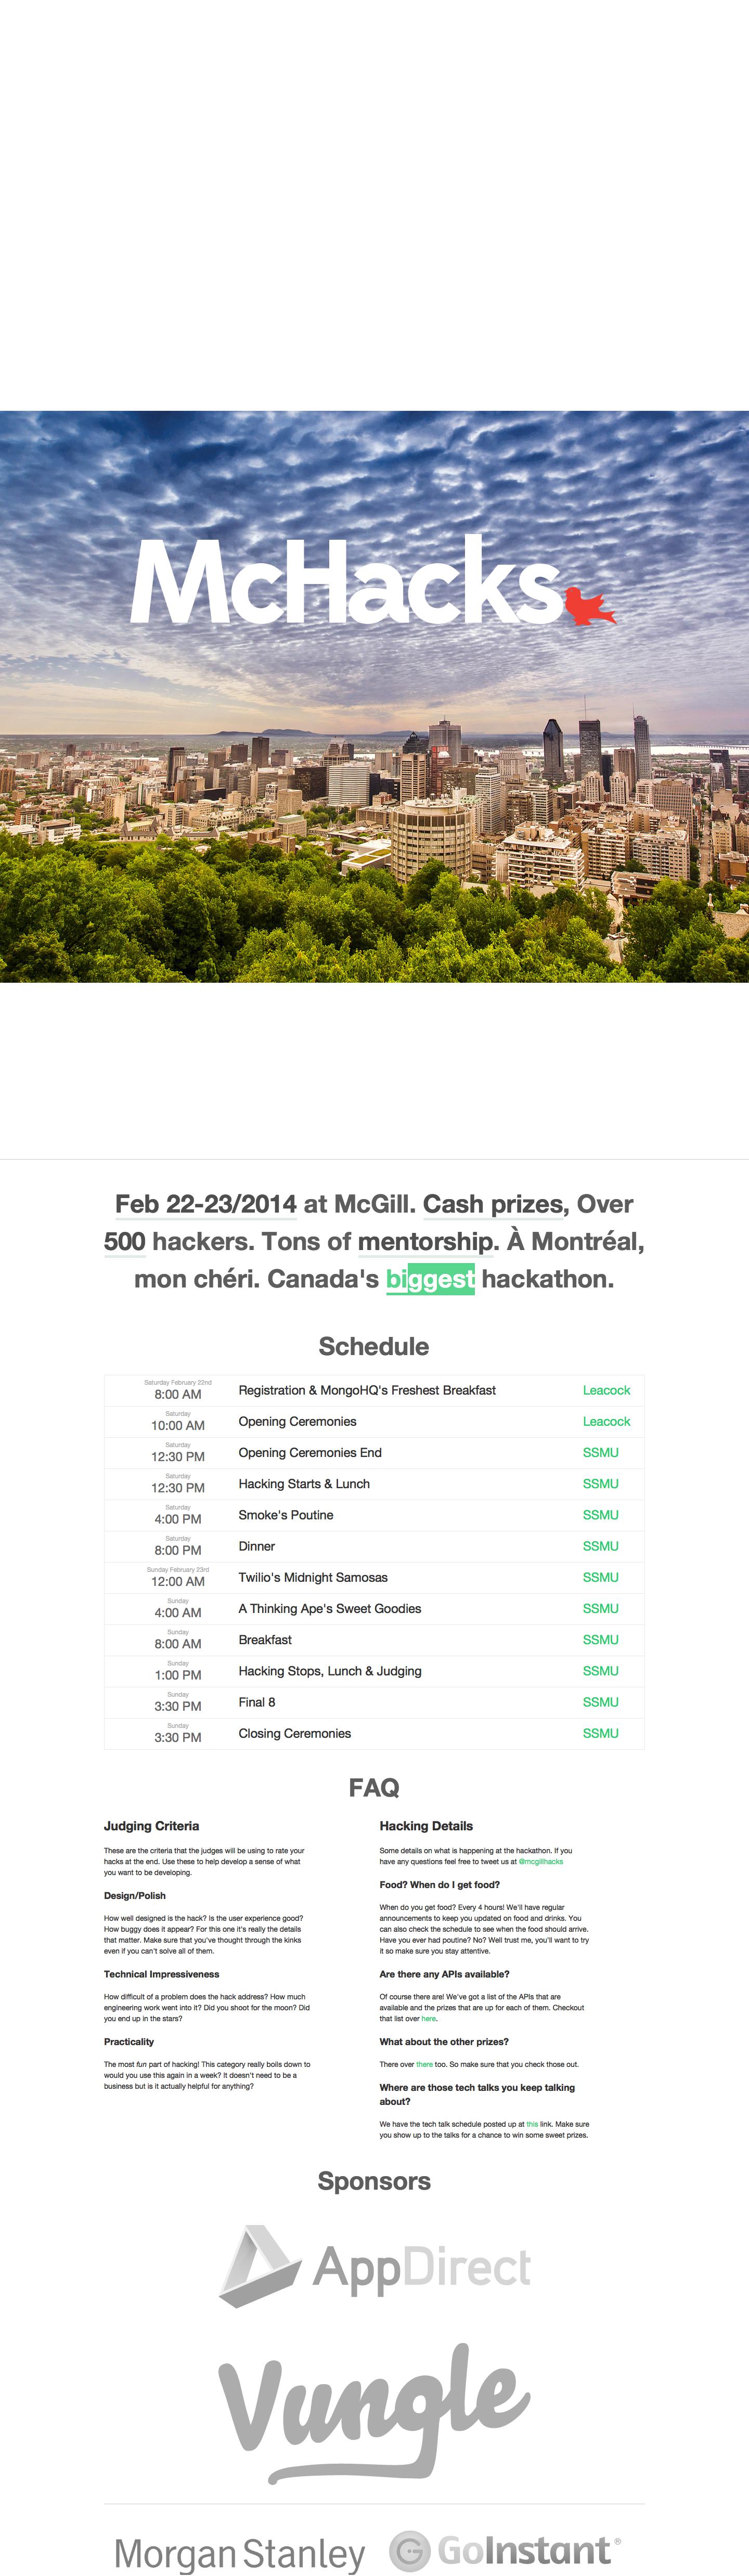 McHacks
Feb 22-23/2014 at McGill. Cash prizes, Over
500 hackers. Tons of mentorship. À Montréal,
mon chéri. Canada's biggest hackathon.
Schedule
Saturday February 22nd
8:00 AM Registration & MongoHQ's Freshest Breakfast Leacock
Saturday
10:00 AM Opening Ceremonies Leacock
Saturday
12:30 PM Opening Ceremonies End SSMU
Saturday
12:30 PM Hacking Starts & Lunch SSMU
Saturday
4:00 PM Smoke's Poutine SSMU
Saturday
8:00 PM Dinner SSMU
Sunday February 23rd
12:00 AM Twilio's Midnight Samosas SSMU
Sunday
4:00 AM A Thinking Ape's Sweet Goodies SSMU
Sunday
8:00 AM Breakfast SSMU
Sunday
1:00 PM Hacking Stops, Lunch & Judging SSMU
Sunday
3:30 PM Final 8 SSMU
Sunday
3:30 PM Closing Ceremonies SSMU
FAQ
Judging Criteria
These are the criteria that the judges will be using to rate your
hacks at the end. Use these to help develop a sense of what
you want to be developing.
Design/Polish
How well designed is the hack? Is the user experience good?
How buggy does it appear? For this one it's really the details
that matter. Make sure that you've thought through the kinks
even if you can't solve all of them.
Technical Impressiveness
How difficult of a problem does the hack address? How much
engineering work went into it? Did you shoot for the moon? Did
you end up in the stars?
Practicality
The most fun part of hacking! This category really boils down to
would you use this again in a week? It doesn't need to be a
business but is it actually helpful for anything?
Hacking Details
Some details on what is happening at the hackathon. If you
have any questions feel free to tweet us at @mcgillhacks
Food? When do I get food?
When do you get food? Every 4 hours! We'll have regular
announcements to keep you updated on food and drinks. You
can also check the schedule to see when the food should arrive.
Have you ever had poutine? No? Well trust me, you'll want to try
it so make sure you stay attentive.
Are there any APIs available?
Of course there are! We've got a list of the APIs that are
available and the prizes that are up for each of them. Checkout
that list over here.
What about the other prizes?
There over there too. So make sure that you check those out.
Where are those tech talks you keep talking
about?
We have the tech talk schedule posted up at this link. Make sure
you show up to the talks for a chance to win some sweet prizes.
Sponsors
AppDirect
Vungle
Morgan Stanley GoInstant®